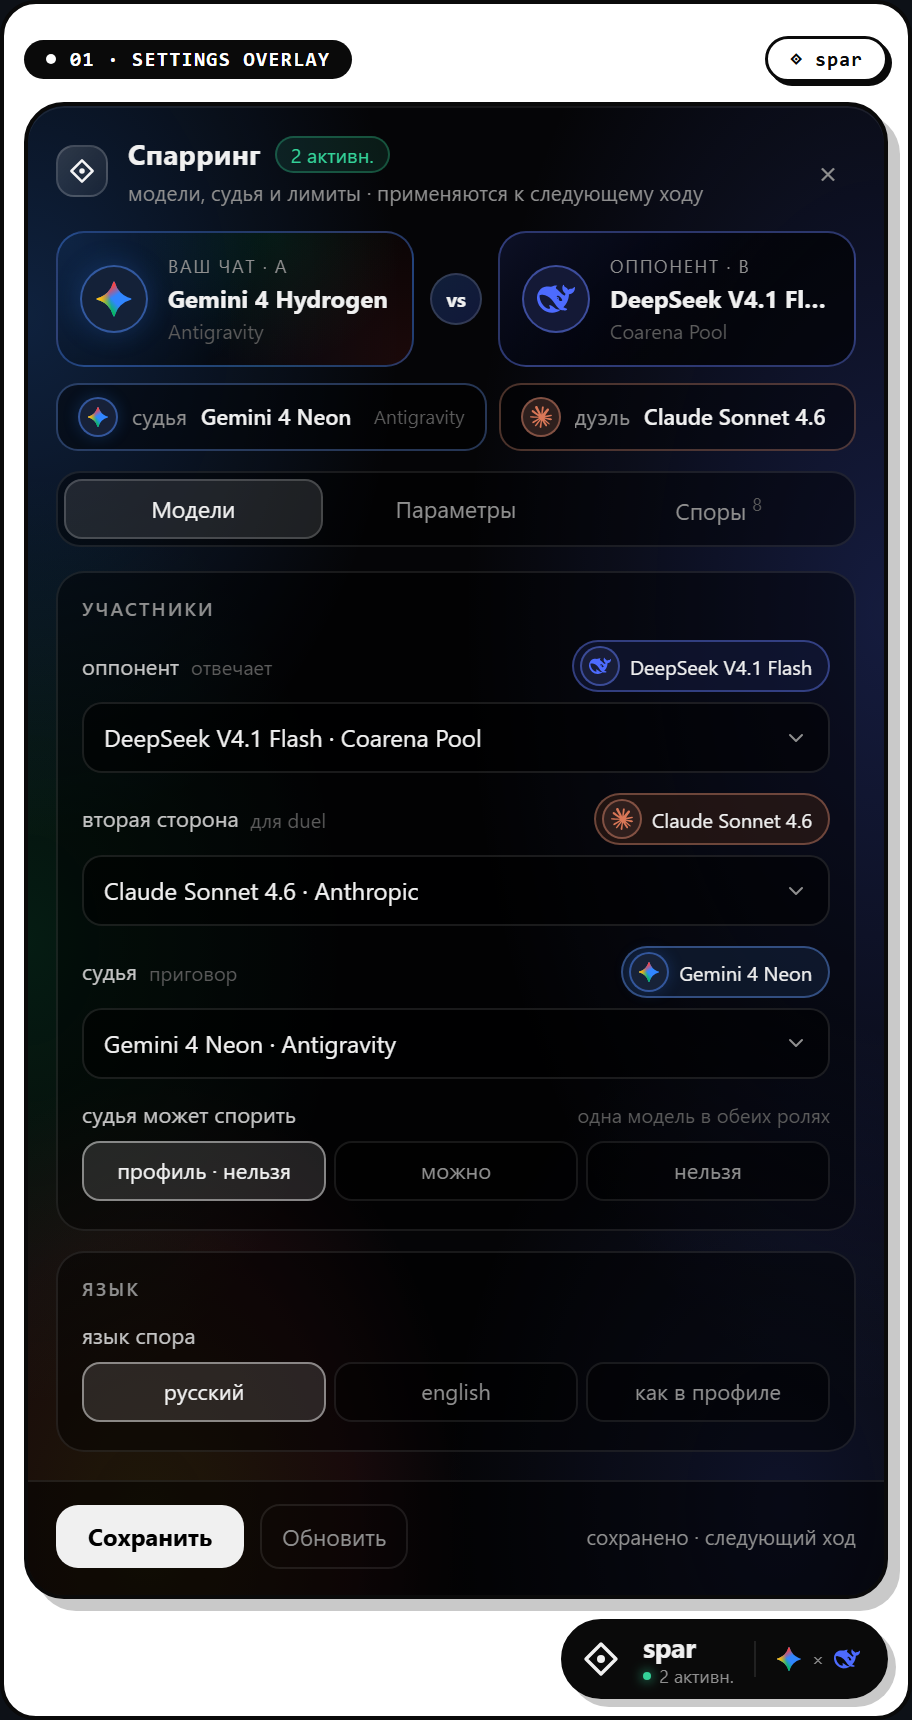 01 · SETTINGS OVERLAY
spar
Спарринг
2 активн.
модели, судья и лимиты · применяются к следующему ходу
ВАШ ЧАТ · A
Gemini 4 Hydrogen
Antigravity
vs
ОППОНЕНТ · B
DeepSeek V4.1 Fl...
Coarena Pool
судья Gemini 4 Neon Antigravity
дуэль Claude Sonnet 4.6
Модели
Параметры
Споры 8
УЧАСТНИКИ
оппонент отвечает
DeepSeek V4.1 Flash
DeepSeek V4.1 Flash · Coarena Pool
вторая сторона для duel
Claude Sonnet 4.6
Claude Sonnet 4.6 · Anthropic
судья приговор
Gemini 4 Neon
Gemini 4 Neon · Antigravity
судья может спорить
одна модель в обеих ролях
профиль · нельзя
можно
нельзя
ЯЗЫК
язык спора
русский
english
как в профиле
Сохранить
Обновить
сохранено · следующий ход
spar
2 активн.
×